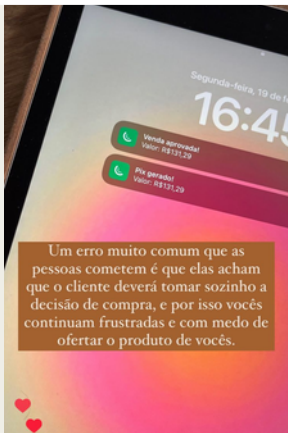 Segunda-feira, 19 de
16:45
Venda aprovada!
Valor: R$131,29
Pix gerado!
Valor: R$131,29
Um erro muito comum que as
pessoas cometem é que elas acham
que o cliente deverá tomar sozinho a
decisão de compra, e por isso vocês
continuam frustradas e com medo de
ofertar o produto de vocês.